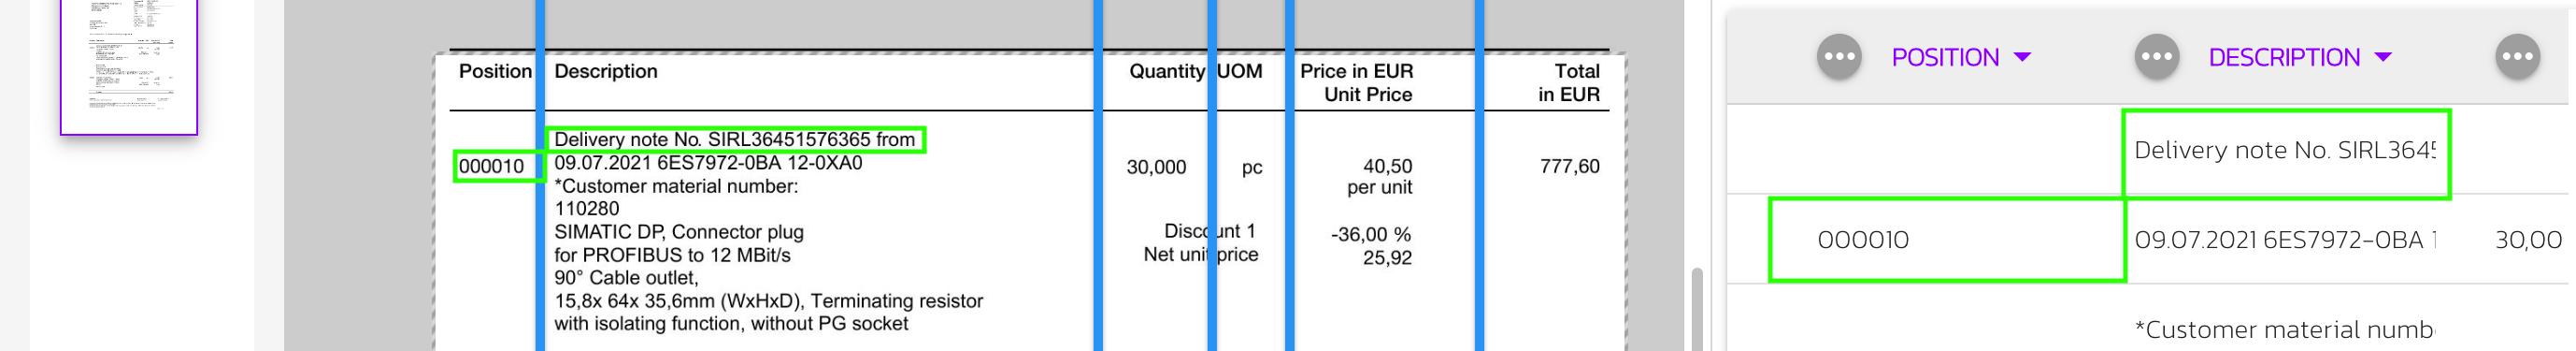 Position Description Quantity UOM Price in EUR Total
Unit Price in EUR
Delivery note No. SIRL36451576365 from
000010 09.07.2021 6ES7972-0BA 12-0XA0 30,000 pc 40,50 777,60
*Customer material number: per unit
110280
SIMATIC DP, Connector plug Discount 1 -36,00 %
for PROFIBUS to 12 MBit/s Net unit price 25,92
90° Cable outlet,
15,8x 64x 35,6mm (WxHxD), Terminating resistor
with isolating function, without PG socket
POSITION DESCRIPTION
Delivery note No. SIRL3645
000010 09.07.2021 6ES7972-0BA 1 30,00
*Customer material numb